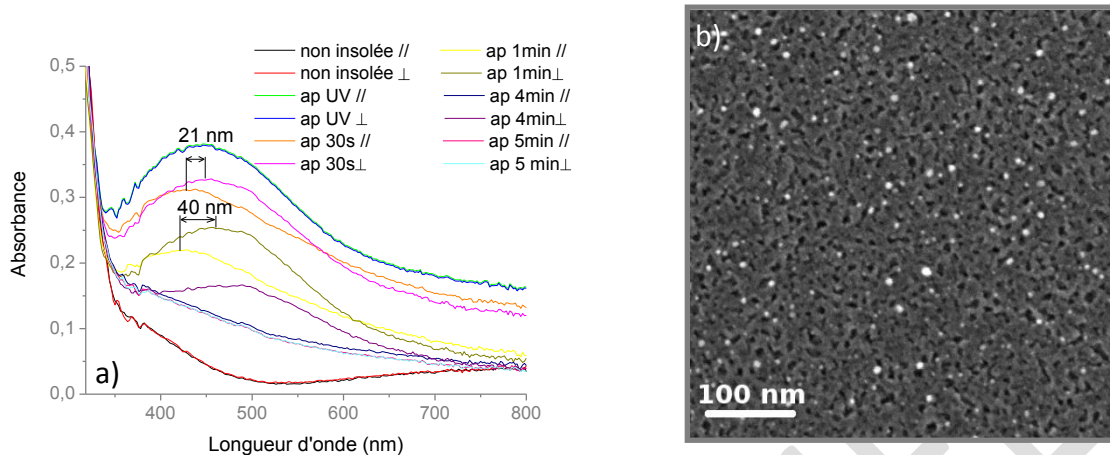 non insolée //
non insolée ⊥
ap UV //
ap UV ⊥
ap 30s //
ap 30s⊥
ap 1min //
ap 1min⊥
ap 4min //
ap 4min⊥
ap 5min //
ap 5 min⊥
21 nm
40 nm
0,5
0,4
0,3
0,2
0,1
0,0
Absorbance
a)
400 500 600 700 800
Longueur d'onde (nm)
b)
100 nm